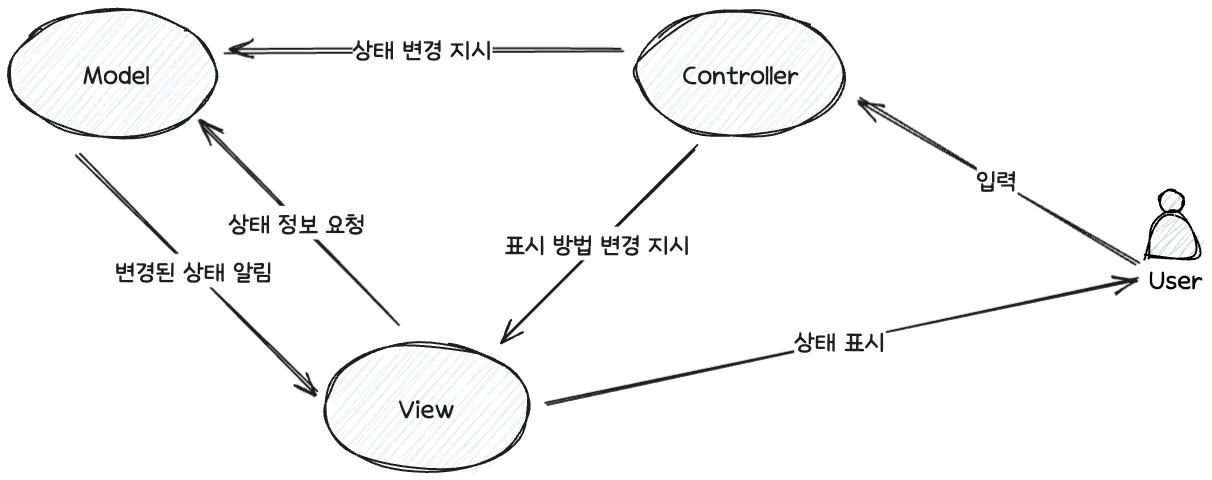 상태 변경 지시
Model
Controller
입력
상태 정보 요청
표시 방법 변경 지시
변경된 상태 알림
User
상태 표시
View